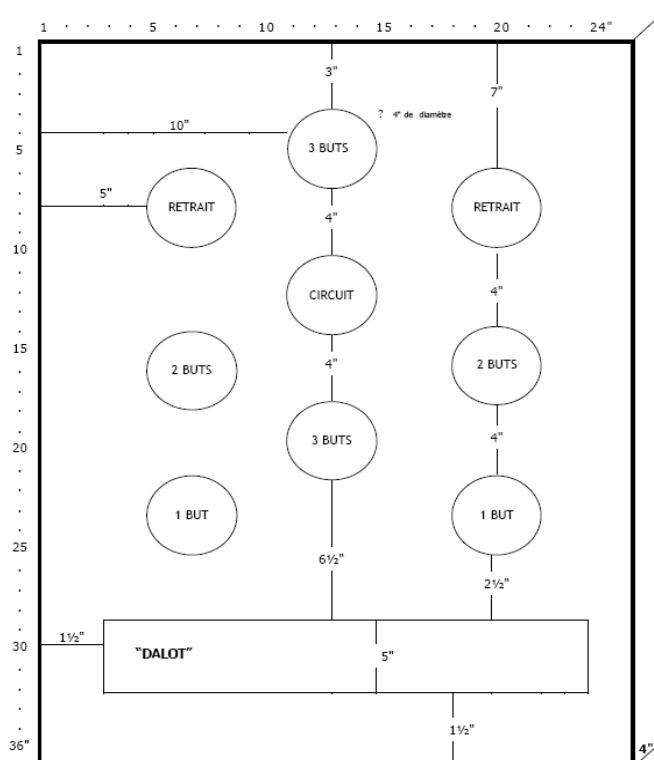 1 5 10 15 20 24"
1
3"
7"
? 4" de diamètre
10"
3 BUTS
5
5"
RETRAIT
RETRAIT
4"
10
4"
CIRCUIT
15
4"
2 BUTS
2 BUTS
3 BUTS
4"
20
1 BUT
1 BUT
25
6½"
2½"
1½"
30
"DALOT"
5"
1½"
36"
4"